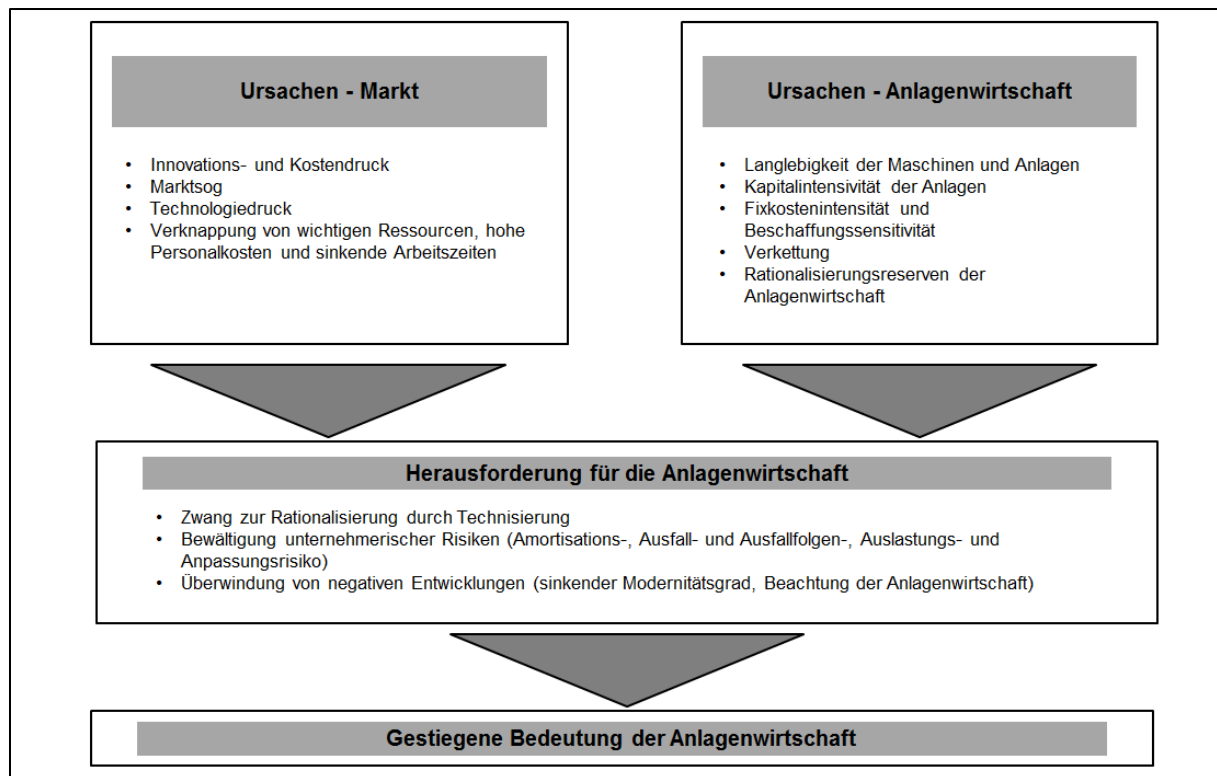 Ursachen - Markt
• Innovations- und Kostendruck
• Marktsog
• Technologiedruck
• Verknappung von wichtigen Ressourcen, hohe
Personalkosten und sinkende Arbeitszeiten
Ursachen - Anlagenwirtschaft
• Langlebigkeit der Maschinen und Anlagen
• Kapitalintensivität der Anlagen
• Fixkostenintensität und
Beschaffungssensitivität
• Verkettung
• Rationalisierungsreserven der
Anlagenwirtschaft
Herausforderung für die Anlagenwirtschaft
• Zwang zur Rationalisierung durch Technisierung
• Bewältigung unternehmerischer Risiken (Amortisations-, Ausfall- und Ausfallfolgen-, Auslastungs- und
Anpassungsrisiko)
• Überwindung von negativen Entwicklungen (sinkender Modernitätsgrad, Beachtung der Anlagenwirtschaft)
Gestiegene Bedeutung der Anlagenwirtschaft